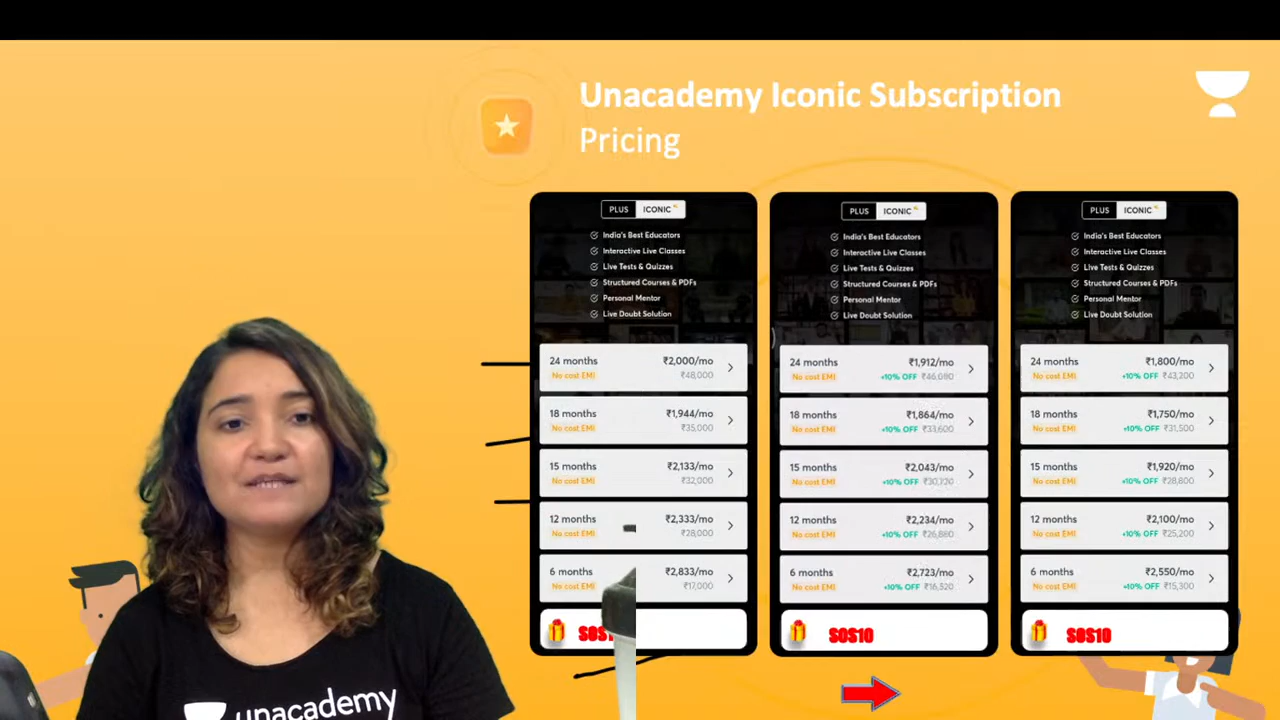 Unacademy Iconic Subscription
Pricing
PLUS ICONIC
India's Best Educators
Interactive Live Classes
Live Tests & Quizzes
Structured Courses & PDFs
Personal Mentor
Live Doubt Solution
24 months ₹2,000/mo
No cost EMI ₹48,000
18 months ₹1,944/mo
No cost EMI ₹35,000
15 months ₹2,133/mo
No cost EMI ₹32,000
12 months ₹2,333/mo
No cost EMI ₹28,000
6 months ₹2,833/mo
No cost EMI ₹17,000
PLUS ICONIC
India's Best Educators
Interactive Live Classes
Live Tests & Quizzes
Structured Courses & PDFs
Personal Mentor
Live Doubt Solution
24 months ₹1,912/mo
No cost EMI +10% OFF
18 months ₹1,864/mo
No cost EMI +10% OFF ₹33,600
15 months ₹2,043/mo
No cost EMI +10% OFF
12 months ₹2,234/mo
No cost EMI +10% OFF ₹26,880
6 months ₹2,723/mo
No cost EMI +10% OFF ₹16,320
SOS10
PLUS ICONIC
India's Best Educators
Interactive Live Classes
Live Tests & Quizzes
Structured Courses & PDFs
Personal Mentor
Live Doubt Solution
24 months ₹1,800/mo
No cost EMI +10% OFF ₹43,200
18 months ₹1,750/mo
No cost EMI +10% OFF ₹31,500
15 months ₹1,920/mo
No cost EMI +10% OFF ₹28,800
12 months ₹2,100/mo
No cost EMI +10% OFF ₹25,200
6 months ₹2,550/mo
No cost EMI +10% OFF ₹15,300
SOS10
unacademy